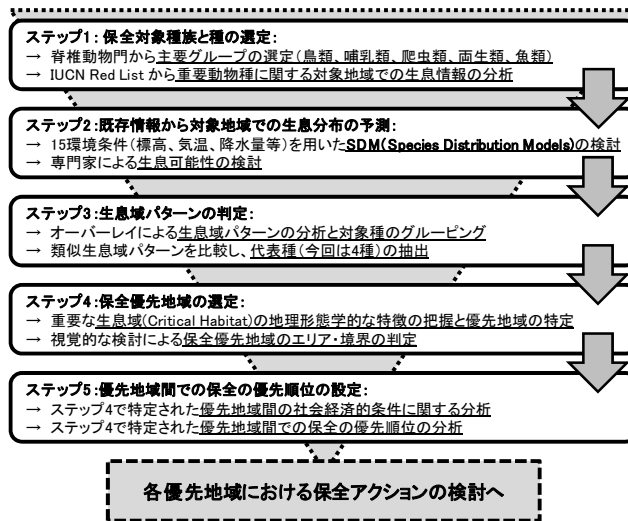 ステップ1:保全対象種族と種の選定:
→ 脊椎動物門から主要グループの選定(鳥類、哺乳類、爬虫類、両生類、魚類)
→ IUCN Red List から重要動物種に関する対象地域での生息情報の分析
ステップ2:既存情報から対象地域での生息分布の予測:
→ 15環境条件(標高、気温、降水量等)を用いたSDM(Species Distribution Models)の検討
→ 専門家による生息可能性の検討
ステップ3:生息域パターンの判定:
→ オーバーレイによる生息域パターンの分析と対象種のグルーピング
→ 類似生息域パターンを比較し、代表種(今回は4種)の抽出
ステップ4:保全優先地域の選定:
→ 重要な生息域(Critical Habitat)の地理形態学的な特徴の把握と優先地域の特定
→ 視覚的な検討による保全優先地域のエリア・境界の判定
ステップ5:優先地域間での保全の優先順位の設定:
→ ステップ4で特定された優先地域間の社会経済的条件に関する分析
→ ステップ4で特定された優先地域間での保全の優先順位の分析
各優先地域における保全アクションの検討へ